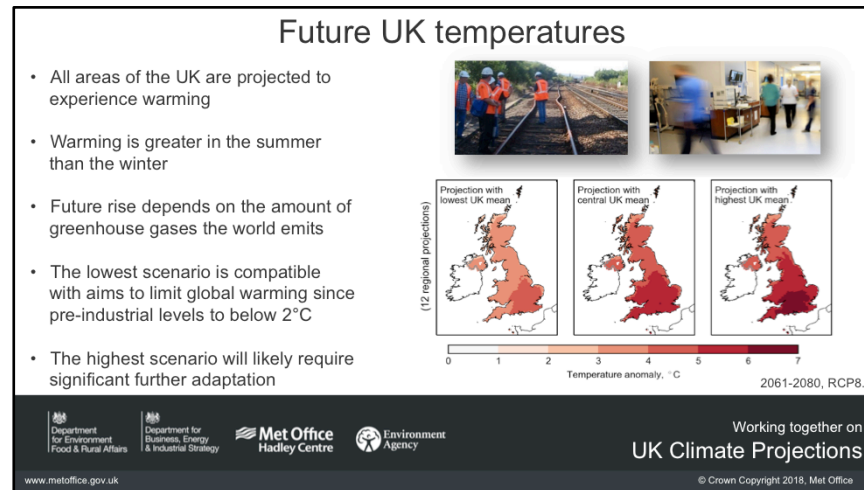 Future UK temperatures
• All areas of the UK are projected to
experience warming
• Warming is greater in the summer
than the winter
• Future rise depends on the amount of
greenhouse gases the world emits
• The lowest scenario is compatible
with aims to limit global warming since
pre-industrial levels to below 2°C
• The highest scenario will likely require
significant further adaptation
(12 regional projections)
Projection with
lowest UK mean
Projection with
central UK mean
Projection with
highest UK mean
0 1 2 3 4 5 6 7
Temperature anomaly, °C
2061-2080, RCP8.
Department
for Environment
Food & Rural Affairs
Department for
Business, Energy
& Industrial Strategy
Met Office
Hadley Centre
Environment
Agency
Working together on
UK Climate Projections
www.metoffice.gov.uk
© Crown Copyright 2018, Met Office